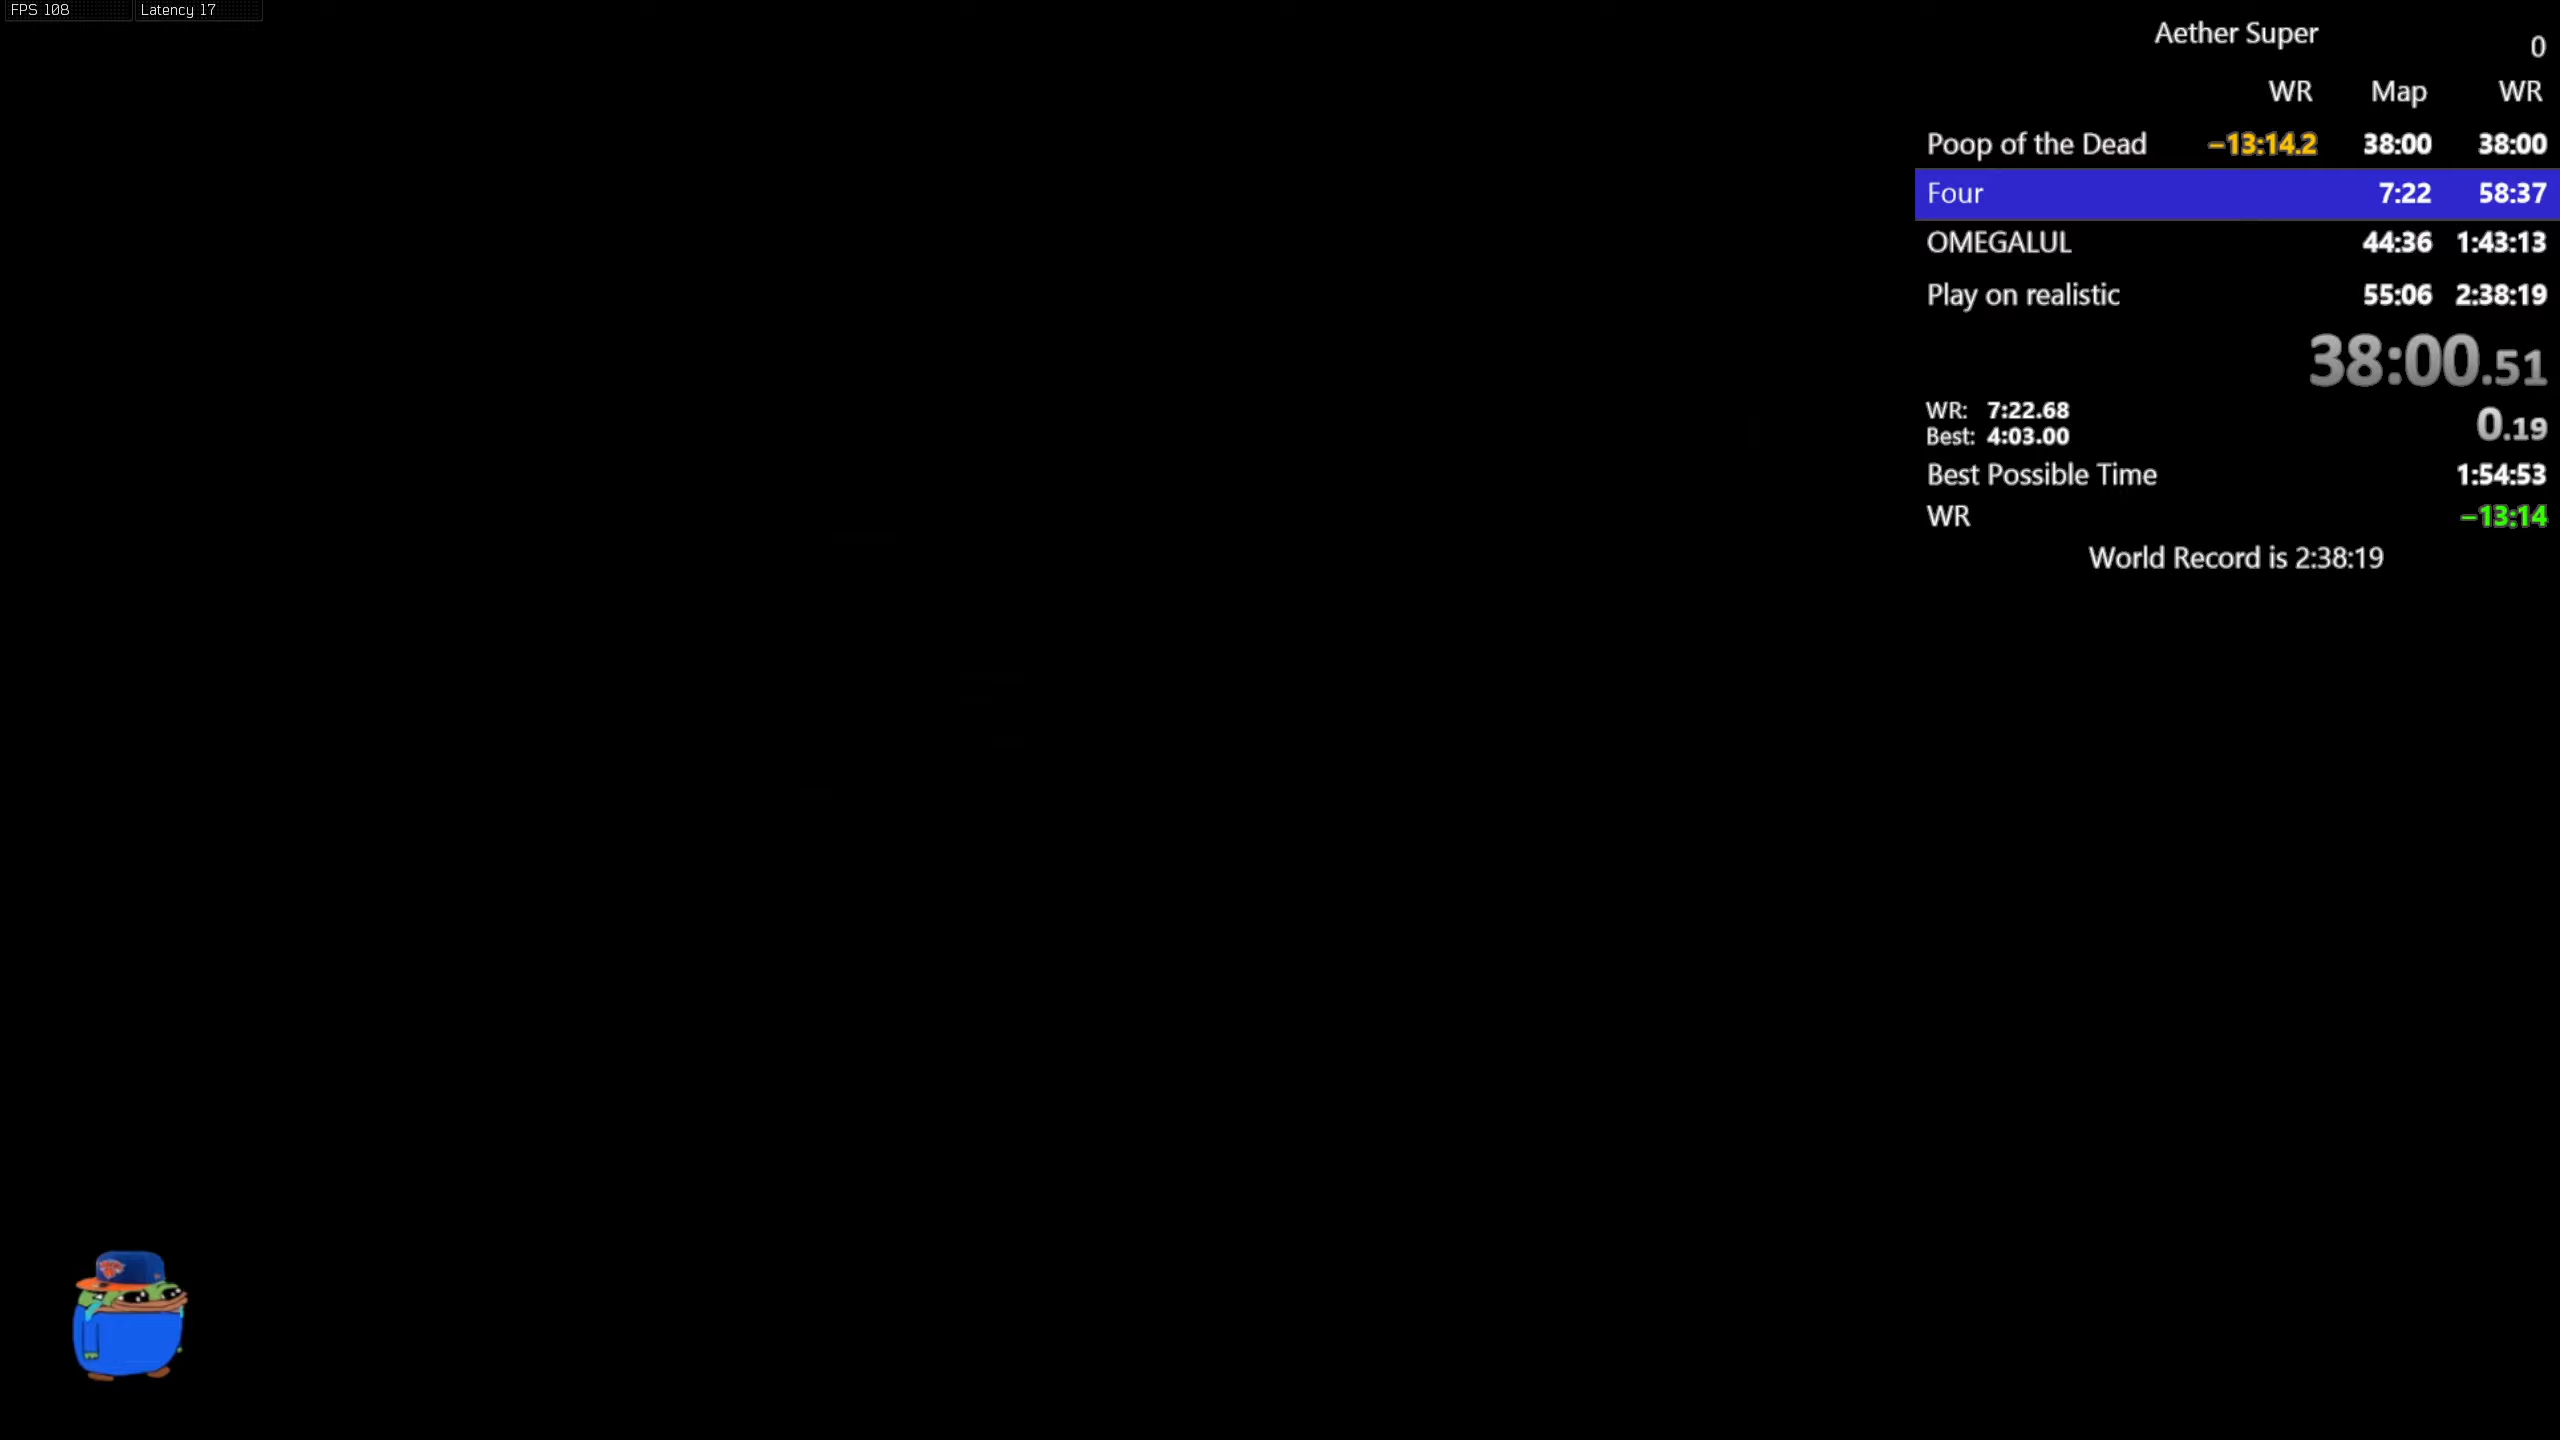 FPS 108 Latency 17
Aether Super
0
WR Map WR
Poop of the Dead −13:14.2 38:00 38:00
Four 7:22 58:37
OMEGALUL 44:36 1:43:13
Play on realistic 55:06 2:38:19
38:00.51
WR: 7:22.68
0.19
Best: 4:03.00
Best Possible Time 1:54:53
WR −13:14
World Record is 2:38:19